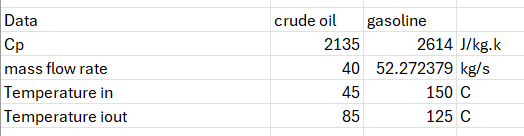 Data crude oil gasoline
Cp 2135 2614 J/kg.k
mass flow rate 40 52.272379 kg/s
Temperature in 45 150 C
Temperature iout 85 125 C